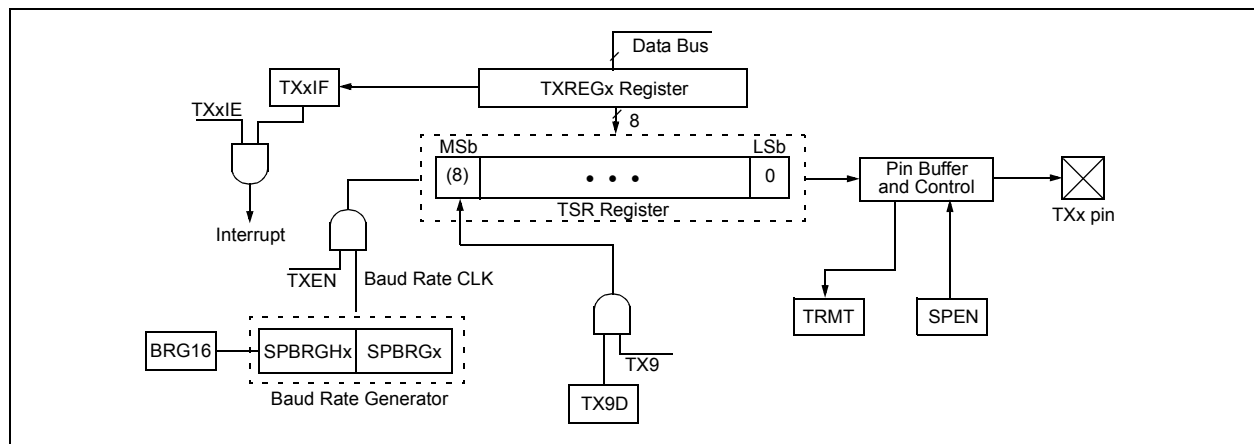 Data Bus
TXxIF
TXREGx Register
TXxIE
8
MSb
LSb
(8)
• • •
0
Pin Buffer
and Control
TSR Register
TXx pin
Interrupt
TXEN
Baud Rate CLK
TRMT
SPEN
BRG16
SPBRGHx
SPBRGx
TX9
Baud Rate Generator
TX9D